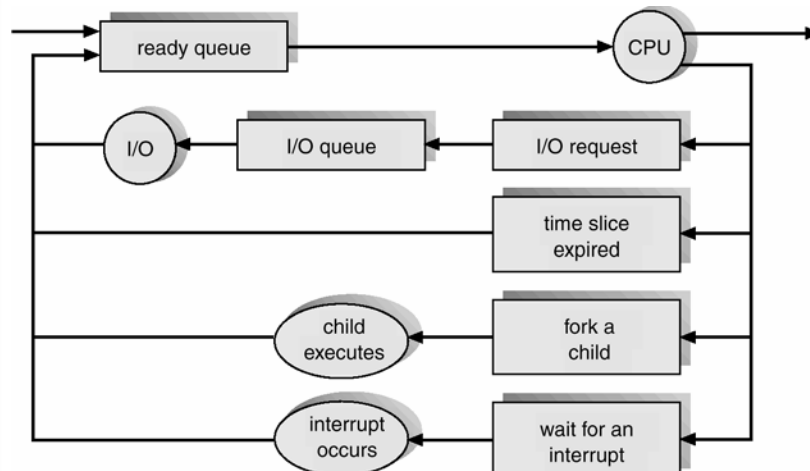 ready queue
CPU
I/O
I/O queue
I/O request
time slice
expired
child
executes
fork a
child
interrupt
occurs
wait for an
interrupt